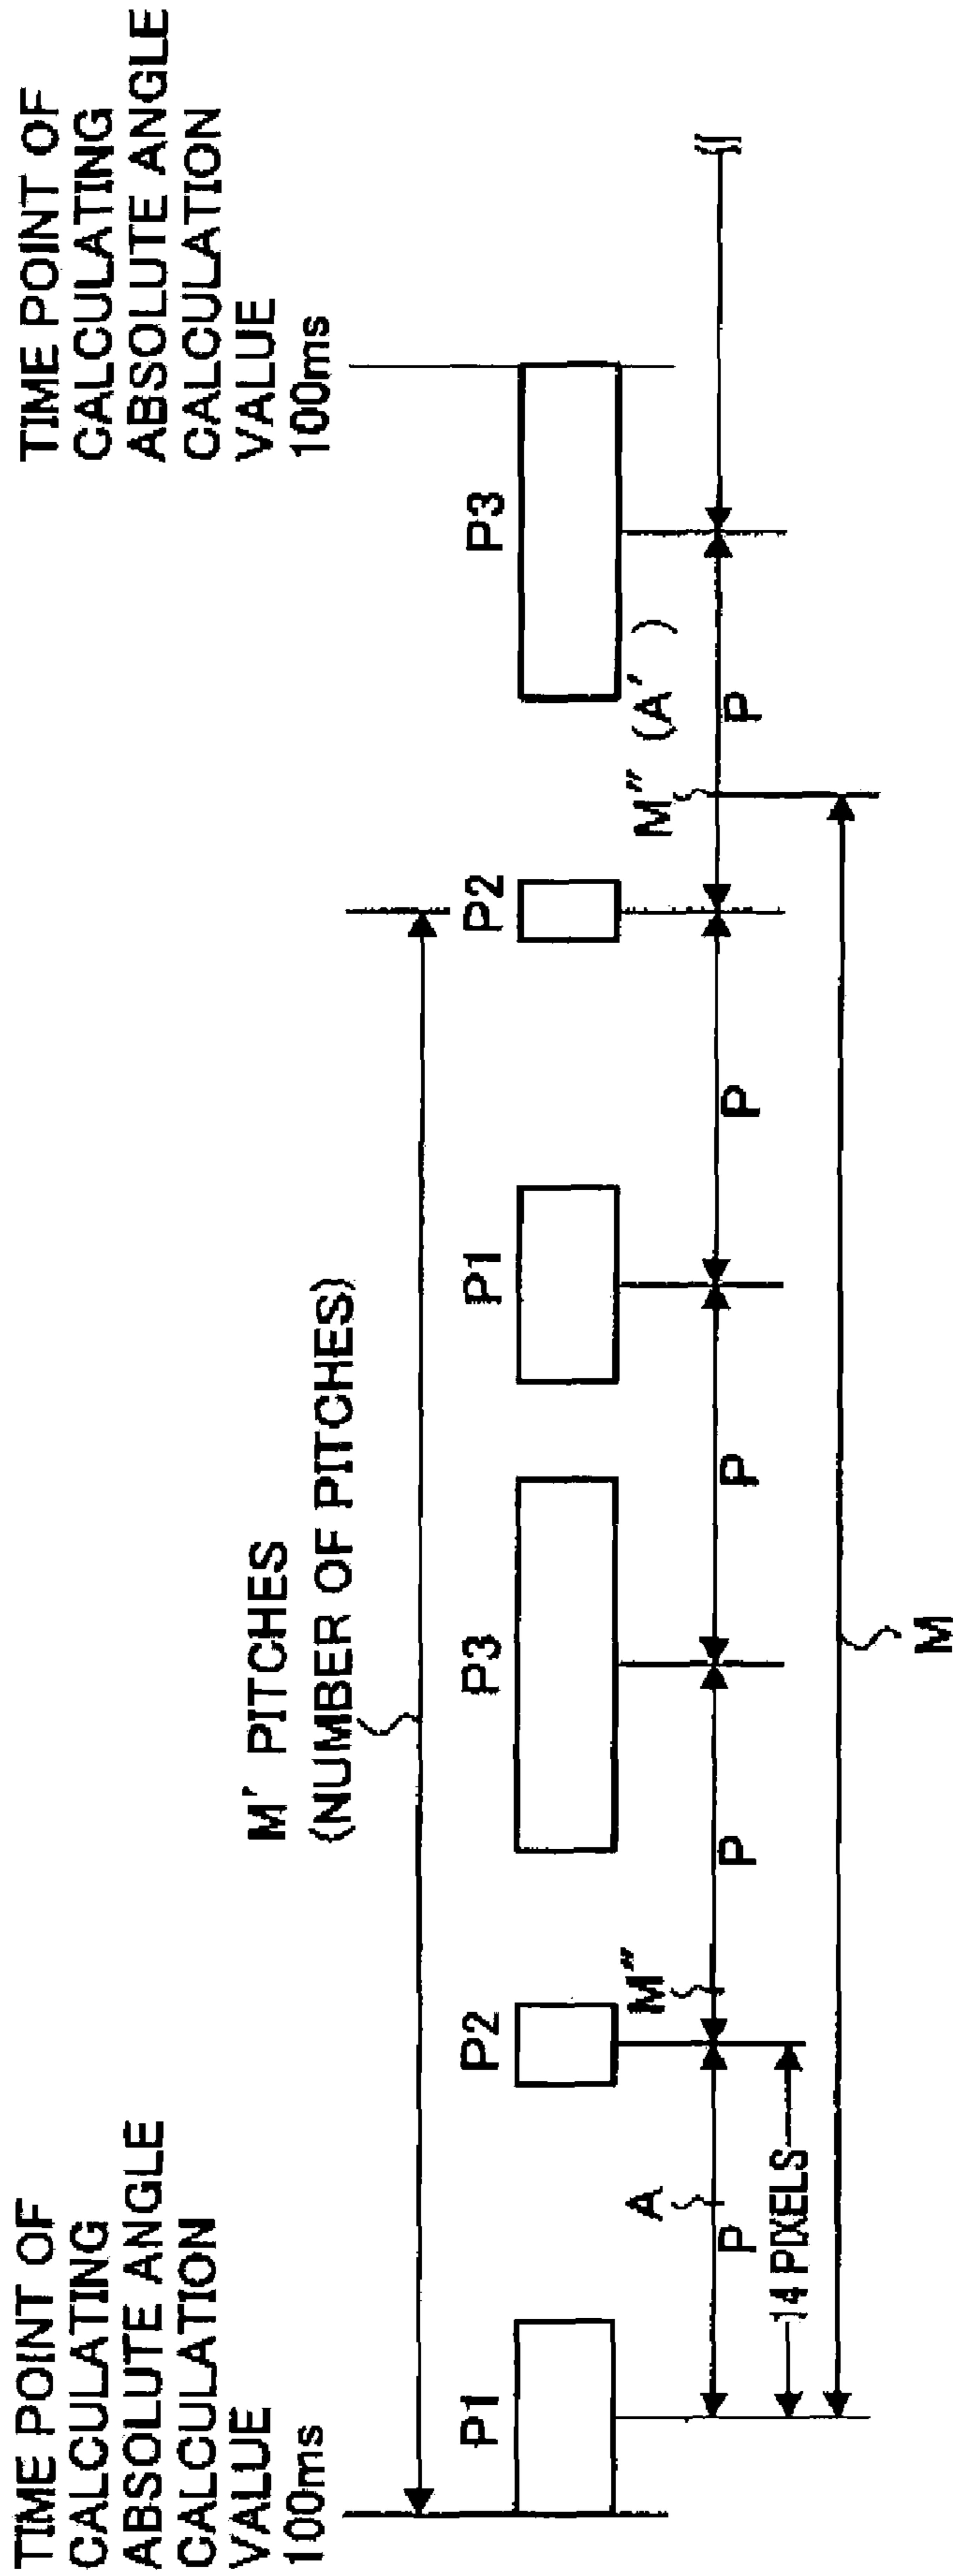 TIME POINT OF
CALCULATING
ABSOLUTE ANGLE
CALCULATION
VALUE
100ms
TIME POINT OF
CALCULATING
ABSOLUTE ANGLE
CALCULATION
VALUE
100ms
M' PITCHES
(NUMBER OF PITCHES)
P1
P2
P3
P1
P2
P3
A
M"
M" (A' )
P
P
P
P
P
14 PIXELS
M